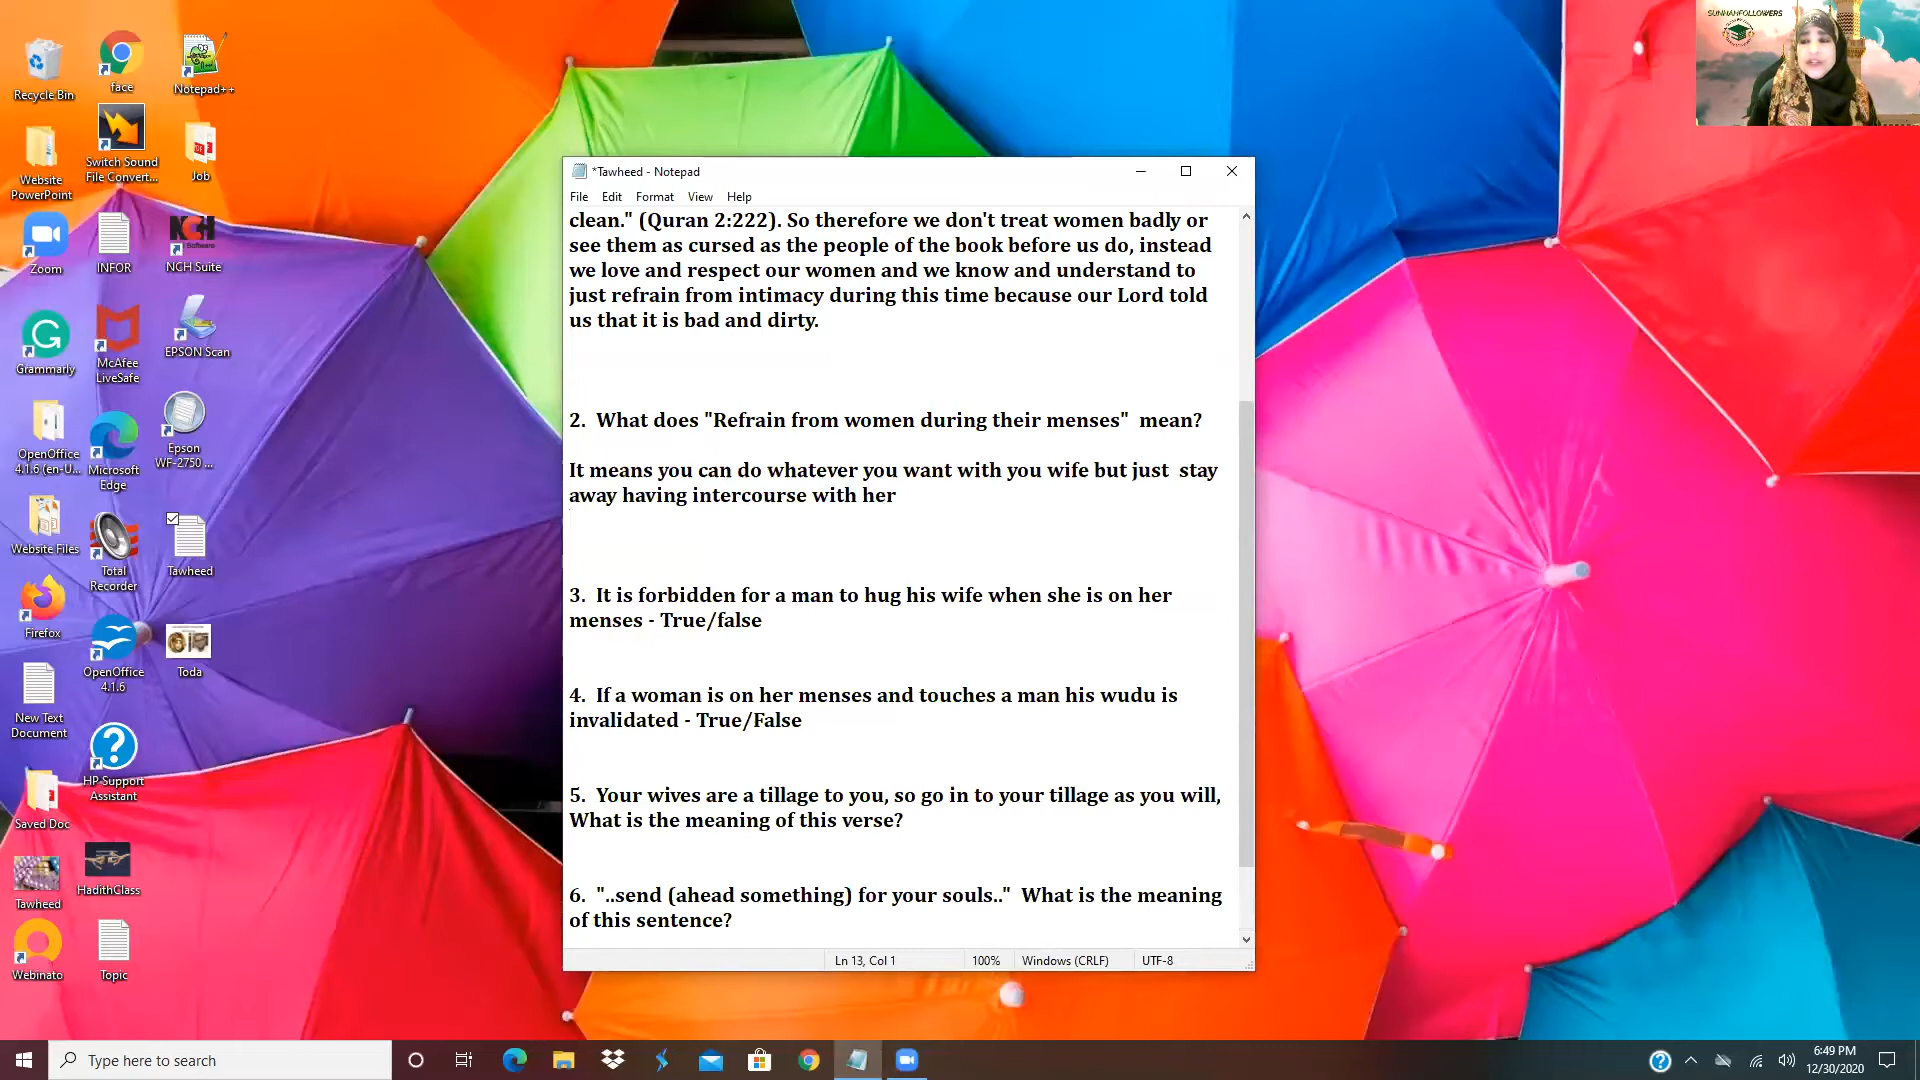 Recycle Bin
face
Notepad++
Website
PowerPoint
Switch Sound
File Convert...
Job
Zoom
INFOR
NCH
Software
NCH Suite
Grammarly
McAfee
LiveSafe
EPSON Scan
OpenOffice
4.1.6 (en-U...
Microsoft
Edge
Epson
WF-2750 ...
Website Files
Total
Recorder
Tawheed
Firefox
OpenOffice
4.1.6
Toda
New Text
Document
HP Support
Assistant
Saved Doc
Tawheed
HadithClass
Webinato
Topic
SUNNAHFOLLOWERS
*Tawheed - Notepad
File Edit Format View Help
clean." (Quran 2:222). So therefore we don't treat women badly or
see them as cursed as the people of the book before us do, instead
we love and respect our women and we know and understand to
just refrain from intimacy during this time because our Lord told
us that it is bad and dirty.
2. What does "Refrain from women during their menses" mean?
It means you can do whatever you want with you wife but just stay
away having intercourse with her
3. It is forbidden for a man to hug his wife when she is on her
menses - True/false
4. If a woman is on her menses and touches a man his wudu is
invalidated - True/False
5. Your wives are a tillage to you, so go in to your tillage as you will,
What is the meaning of this verse?
6. "..send (ahead something) for your souls.." What is the meaning
of this sentence?
Ln 13, Col 1 100% Windows (CRLF) UTF-8
Type here to search
6:49 PM
12/30/2020